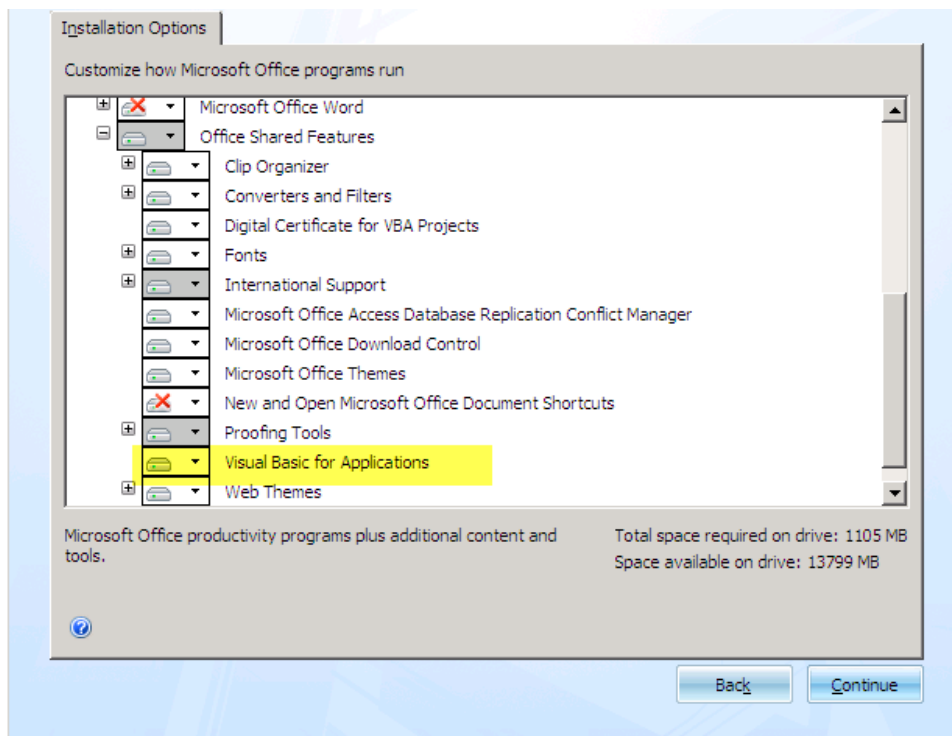 Installation Options
Customize how Microsoft Office programs run
Microsoft Office Word
Office Shared Features
Clip Organizer
Converters and Filters
Digital Certificate for VBA Projects
Fonts
International Support
Microsoft Office Access Database Replication Conflict Manager
Microsoft Office Download Control
Microsoft Office Themes
New and Open Microsoft Office Document Shortcuts
Proofing Tools
Visual Basic for Applications
Web Themes
Microsoft Office productivity programs plus additional content and
tools.
Total space required on drive: 1105 MB
Space available on drive: 13799 MB
Back
Continue